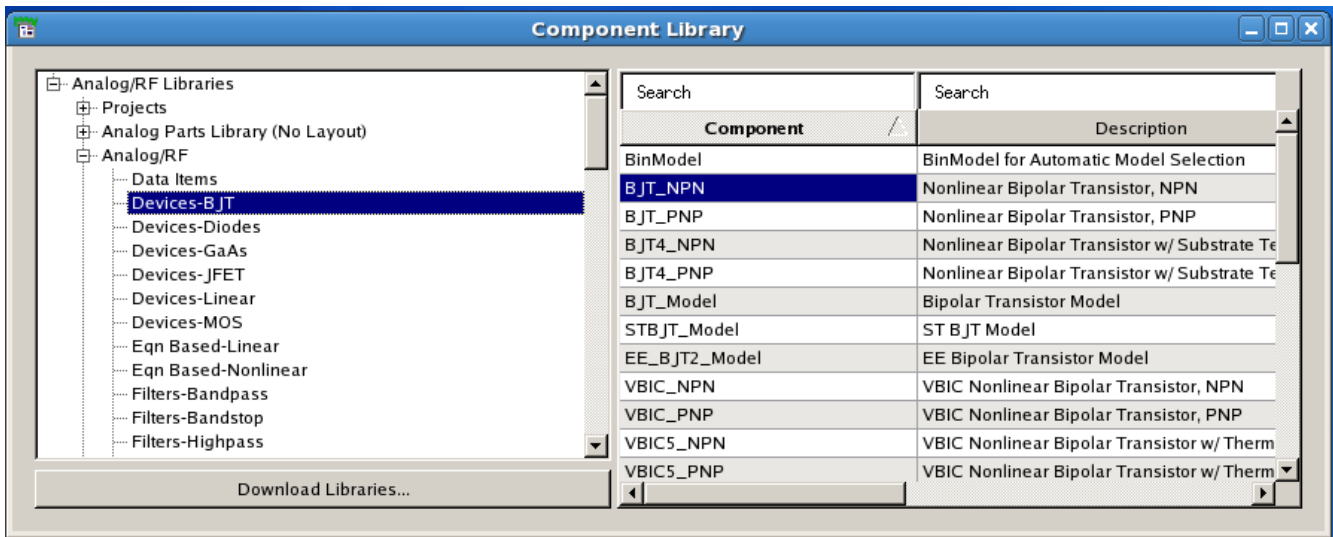 Component Library
Analog/RF Libraries
Projects
Analog Parts Library (No Layout)
Analog/RF
Data Items
Devices-BJT
Devices-Diodes
Devices-GaAs
Devices-JFET
Devices-Linear
Devices-MOS
Eqn Based-Linear
Eqn Based-Nonlinear
Filters-Bandpass
Filters-Bandstop
Filters-Highpass
Download Libraries...
Search Search
Component Description
BinModel BinModel for Automatic Model Selection
BJT_NPN Nonlinear Bipolar Transistor, NPN
BJT_PNP Nonlinear Bipolar Transistor, PNP
BJT4_NPN Nonlinear Bipolar Transistor w/ Substrate Te
BJT4_PNP Nonlinear Bipolar Transistor w/ Substrate Te
BJT_Model Bipolar Transistor Model
STBJT_Model ST BJT Model
EE_BJT2_Model EE Bipolar Transistor Model
VBIC_NPN VBIC Nonlinear Bipolar Transistor, NPN
VBIC_PNP VBIC Nonlinear Bipolar Transistor, PNP
VBIC5_NPN VBIC Nonlinear Bipolar Transistor w/ Therm
VBIC5_PNP VBIC Nonlinear Bipolar Transistor w/ Therm